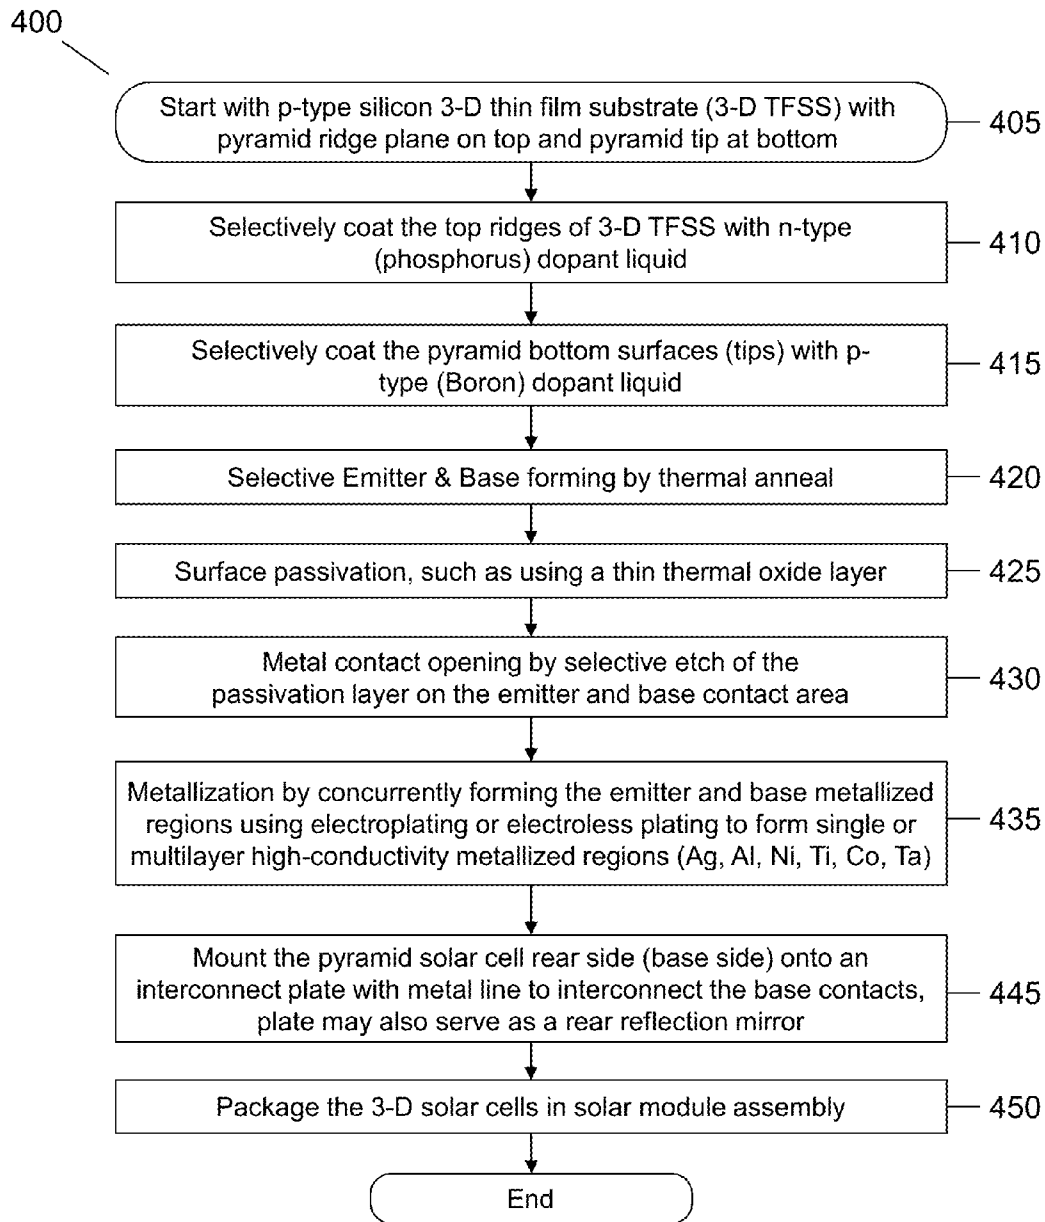 400
Start with p-type silicon 3-D thin film substrate (3-D TFSS) with
pyramid ridge plane on top and pyramid tip at bottom
405
Selectively coat the top ridges of 3-D TFSS with n-type
(phosphorus) dopant liquid
410
Selectively coat the pyramid bottom surfaces (tips) with p-
type (Boron) dopant liquid
415
Selective Emitter & Base forming by thermal anneal
420
Surface passivation, such as using a thin thermal oxide layer
425
Metal contact opening by selective etch of the
passivation layer on the emitter and base contact area
430
Metallization by concurrently forming the emitter and base metallized
regions using electroplating or electroless plating to form single or
multilayer high-conductivity metallized regions (Ag, Al, Ni, Ti, Co, Ta)
435
Mount the pyramid solar cell rear side (base side) onto an
interconnect plate with metal line to interconnect the base contacts,
plate may also serve as a rear reflection mirror
445
Package the 3-D solar cells in solar module assembly
450
End